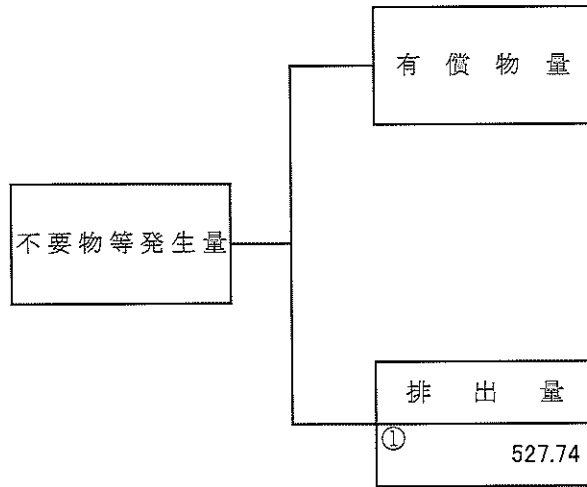 有償物量
不要物等発生量
排出量
①
527.74